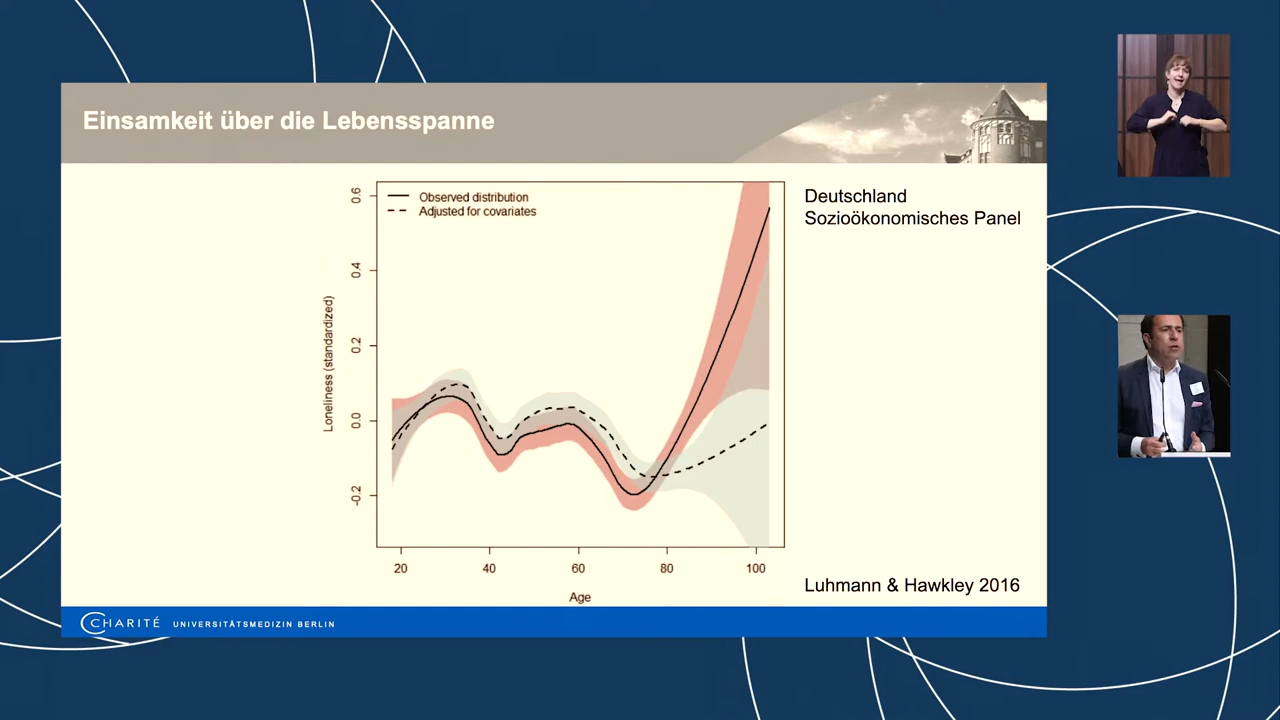 Einsamkeit über die Lebensspanne
Observed distribution
Adjusted for covariates
Deutschland
Sozioökonomisches Panel
Loneliness (standardized)
0.6
0.4
0.2
0.0
-0.2
20 40 60 80 100
Age
Luhmann & Hawkley 2016
CHARITÉ UNIVERSITÄTSMEDIZIN BERLIN